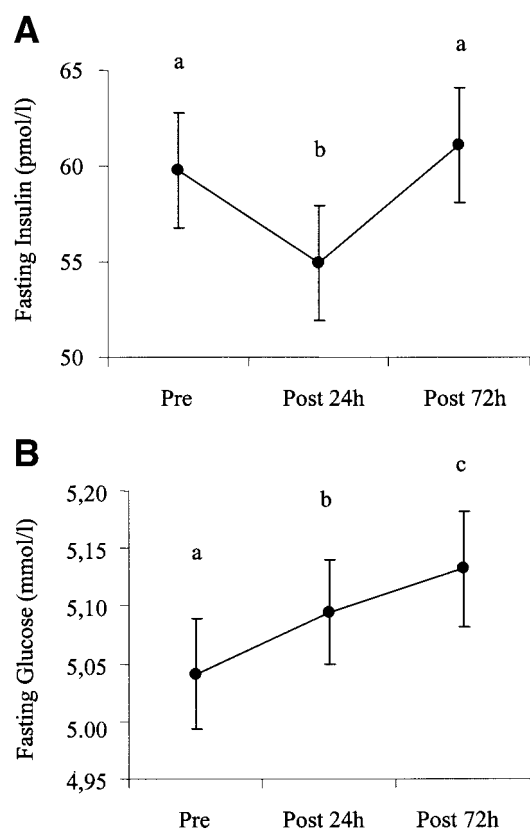 A
a
a
b
65
60
55
50
Fasting Insulin (pmol/l)
Pre Post 24h Post 72h
B
c
b
a
5,20
5,15
5,10
5,05
5,00
4,95
Fasting Glucose (mmol/l)
Pre Post 24h Post 72h